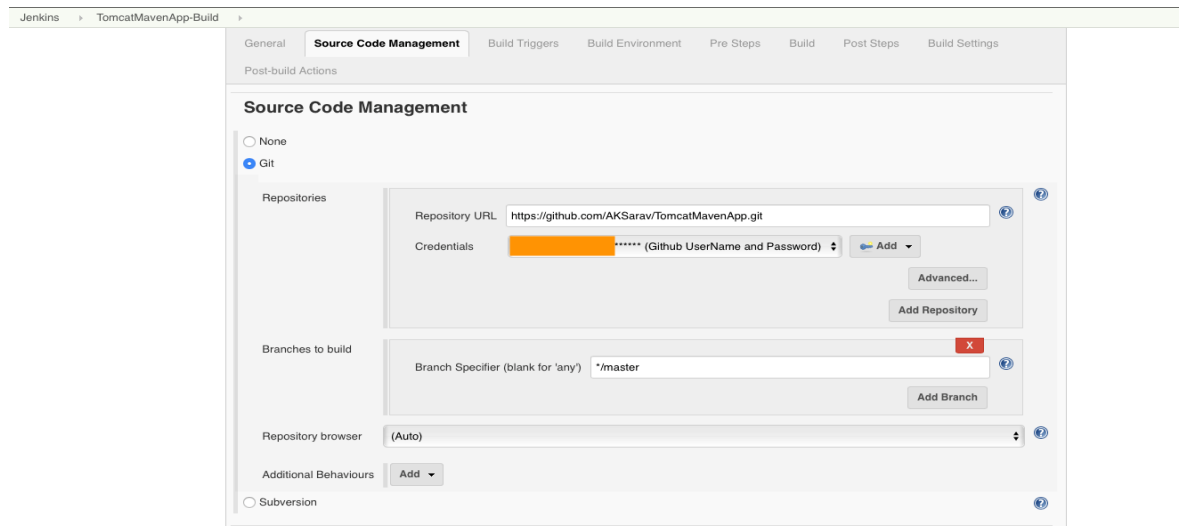 Jenkins TomcatMavenApp-Build
General Source Code Management Build Triggers Build Environment Pre Steps Build Post Steps Build Settings
Post-build Actions
Source Code Management
None
Git
Repositories
Repository URL https://github.com/AKSarav/TomcatMavenApp.git
Credentials ****** (Github UserName and Password) Add
Advanced...
Add Repository
Branches to build
X
Branch Specifier (blank for 'any') */master
Add Branch
Repository browser (Auto)
Additional Behaviours Add
Subversion